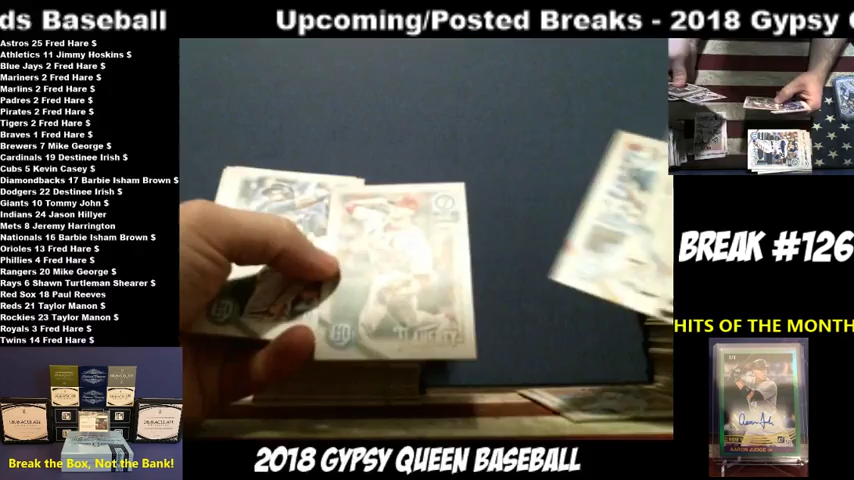 ds Baseball
Upcoming/Posted Breaks - 2018 Gypsy
Astros 25 Fred Hare $
Athletics 11 Jimmy Hoskins $
Blue Jays 2 Fred Hare $
Mariners 2 Fred Hare $
Marlins 2 Fred Hare $
Padres 2 Fred Hare $
Pirates 2 Fred Hare $
Tigers 2 Fred Hare $
Braves 1 Fred Hare $
Brewers 7 Mike George $
Cardinals 19 Destinee Irish $
Cubs 5 Kevin Casey $
Diamondbacks 17 Barbie Isham Brown $
Dodgers 22 Destinee Irish $
Giants 10 Tommy John $
Indians 24 Jason Hillyer
Mets 8 Jeremy Harrington
Nationals 16 Barbie Isham Brown $
Orioles 13 Fred Hare $
Phillies 4 Fred Hare $
Rangers 20 Mike George $
Rays 6 Shawn Turtleman Shearer $
Red Sox 18 Paul Reeves
Reds 21 Taylor Manon $
Rockies 23 Taylor Manon $
Royals 3 Fred Hare $
Twins 14 Fred Hare $
Break the Box, Not the Bank!
2018 GYPSY QUEEN BASEBALL
BREAK #126
HITS OF THE MONTH
AARON JUDGE